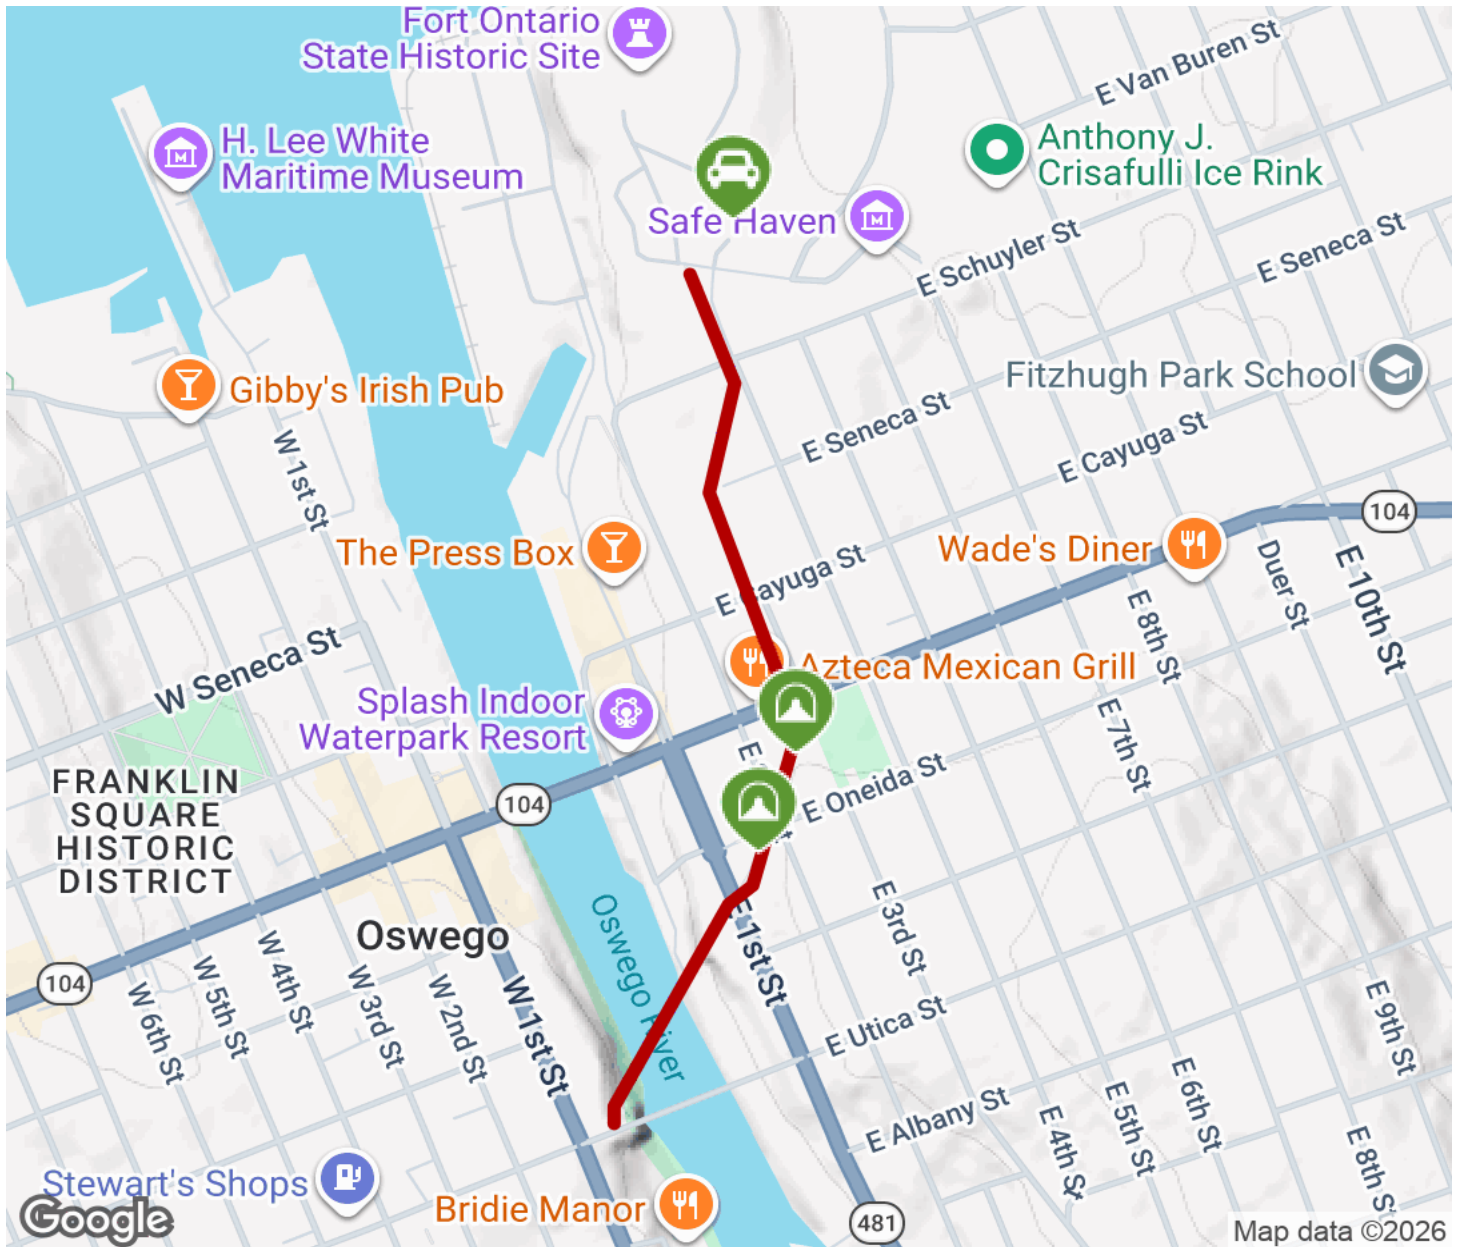 Fort Ontario
State Historic Site
E Van Buren St
H. Lee White
Maritime Museum
Anthony J.
Crisafulli Ice Rink
Safe Haven
E Schuyler St
E Seneca St
Gibby's Irish Pub
Fitzhugh Park School
E Seneca St
E Cayuga St
W 1st St
104
The Press Box
Wade's Diner
E Cayuga St
Duer St
E 10th St
E 8th St
W Seneca St
Azteca Mexican Grill
Splash Indoor
Waterpark Resort
E 7th St
FRANKLIN
SQUARE
HISTORIC
DISTRICT
104
E Oneida St
Oswego
Oswego River
E 1st St
E 3rd St
104
W 6th St
W 5th St
W 4th St
W 3rd St
W 2nd St
W 1st St
E Utica St
E 9th St
E Albany St
E 4th St
E 5th St
E 6th St
E 8th St
Stewart's Shops
Bridie Manor
481
Google
Map data ©2026